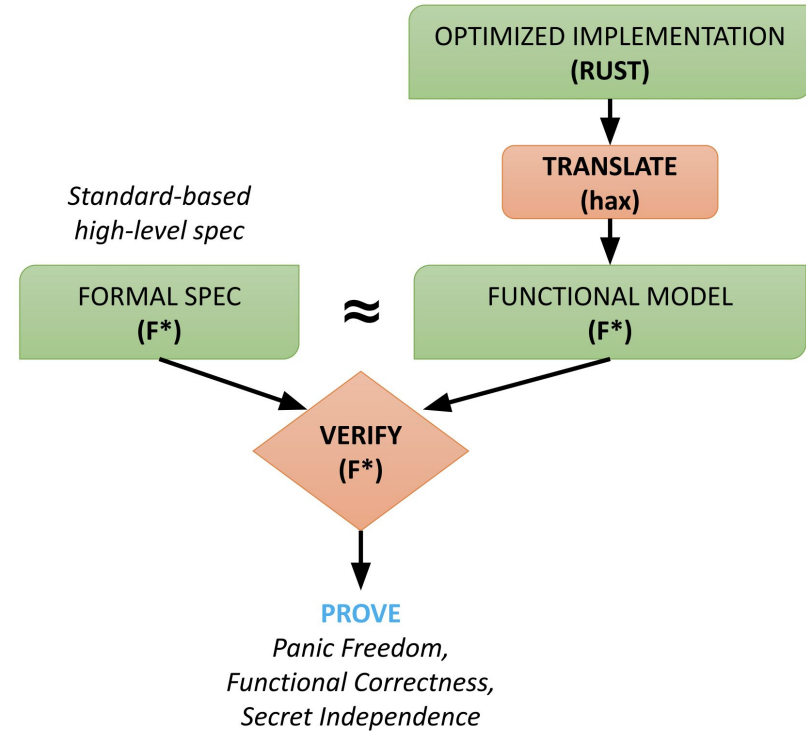 OPTIMIZED IMPLEMENTATION
(RUST)
TRANSLATE
(hax)
Standard-based
high-level spec
FORMAL SPEC
(F*)
≈
FUNCTIONAL MODEL
(F*)
VERIFY
(F*)
PROVE
Panic Freedom,
Functional Correctness,
Secret Independence